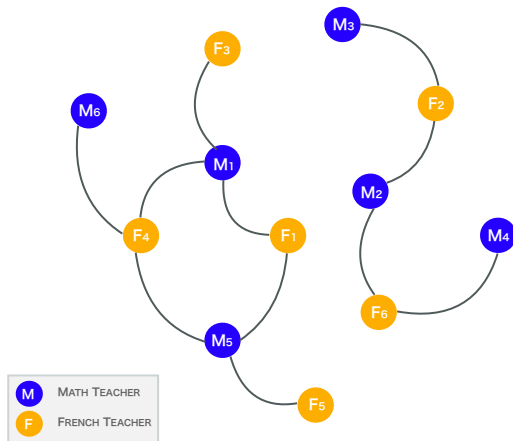 M3
F3
F2
M6
M1
M2
F4
F1
M4
F6
M5
F5
M MATH TEACHER
F FRENCH TEACHER